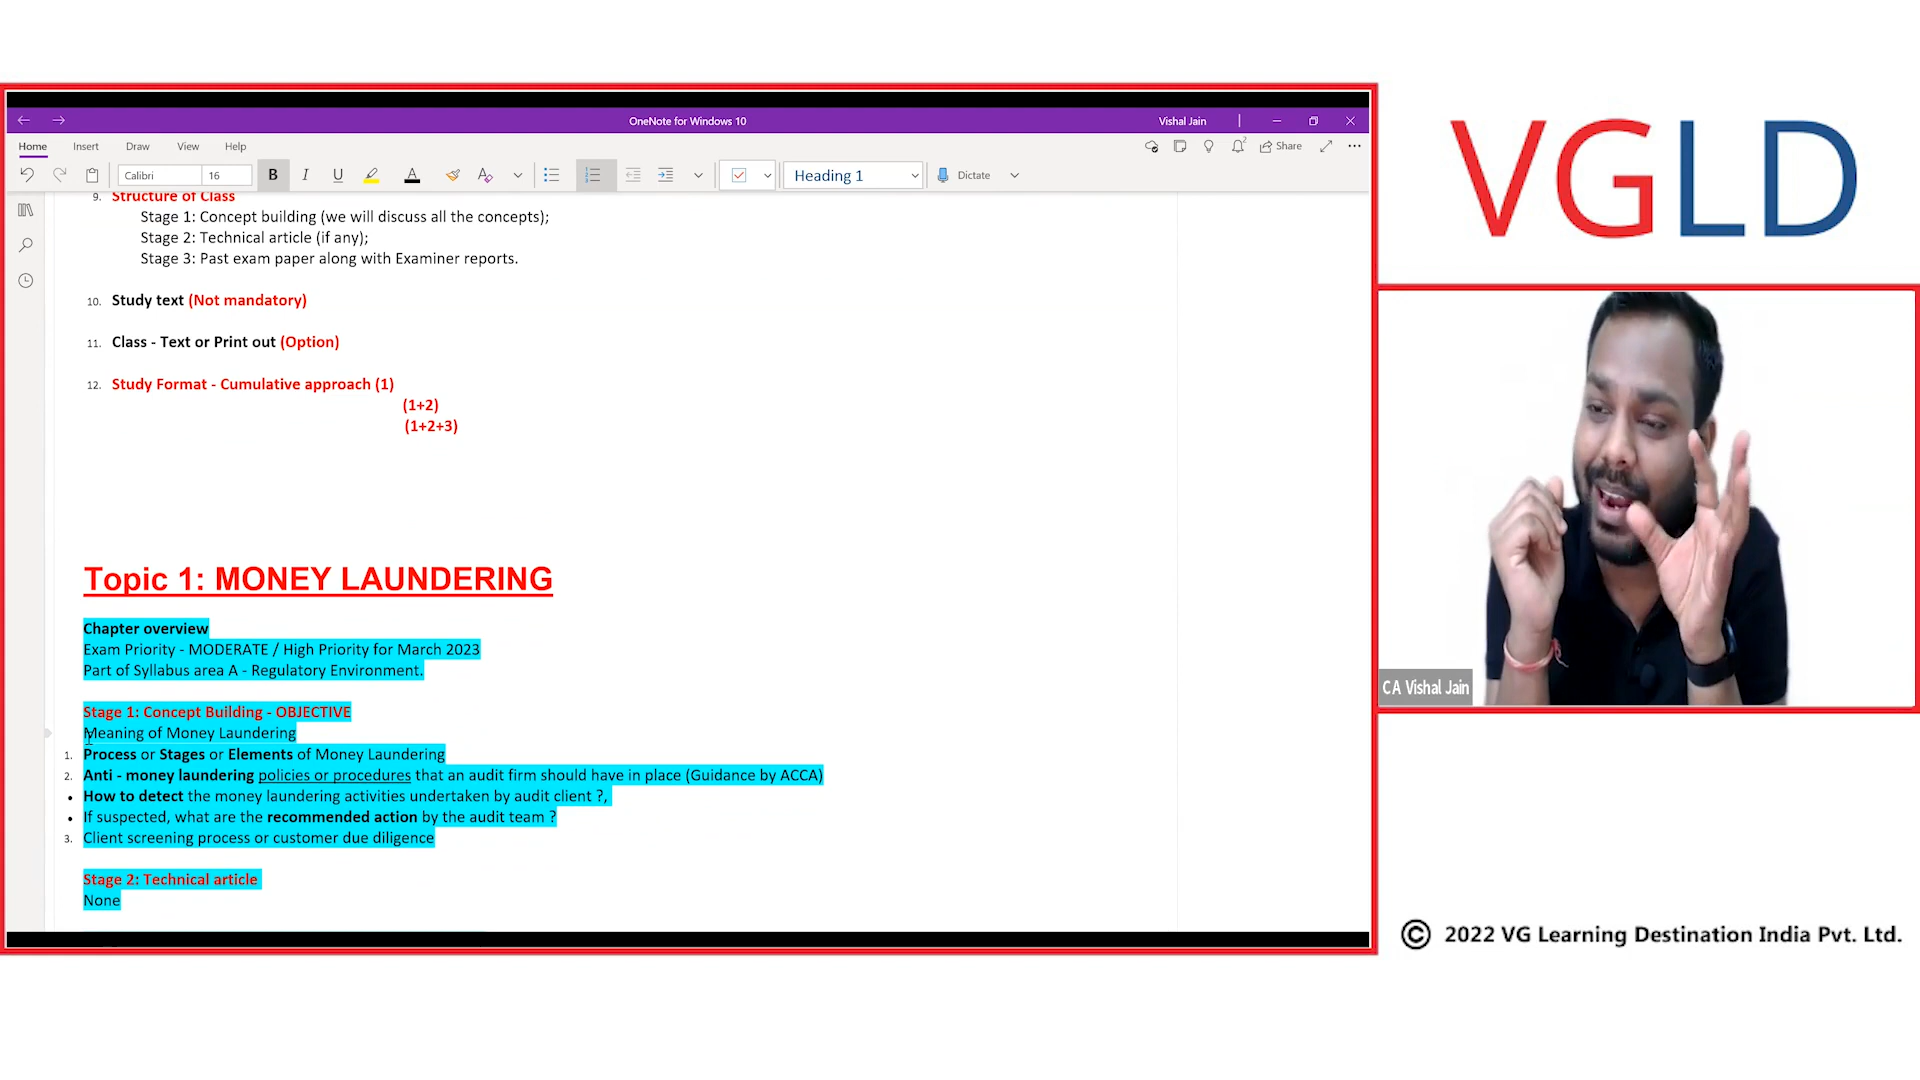 VGLD
OneNote for Windows 10
Vishal Jain
Home Insert Draw View Help
Share
Calibri 16 B I U Heading 1 Dictate
9. Structure of Class
Stage 1: Concept building (we will discuss all the concepts);
Stage 2: Technical article (if any);
Stage 3: Past exam paper along with Examiner reports.
10. Study text (Not mandatory)
11. Class - Text or Print out (Option)
12. Study Format - Cumulative approach (1)
(1+2)
(1+2+3)
Topic 1: MONEY LAUNDERING
Chapter overview
Exam Priority - MODERATE / High Priority for March 2023
Part of Syllabus area A - Regulatory Environment.
Stage 1: Concept Building - OBJECTIVE
Meaning of Money Laundering
1. Process or Stages or Elements of Money Laundering
2. Anti - money laundering policies or procedures that an audit firm should have in place (Guidance by ACCA)
• How to detect the money laundering activities undertaken by audit client ?,
• If suspected, what are the recommended action by the audit team ?
3. Client screening process or customer due diligence
Stage 2: Technical article
None
CA Vishal Jain
© 2022 VG Learning Destination India Pvt. Ltd.